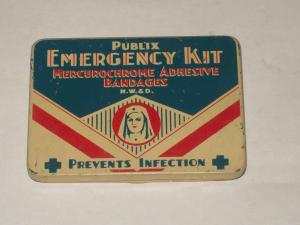 PUBLIX
EMERGENCY KIT
MERCUROCHROME ADHESIVE
BANDAGES
H.W.&D.
PREVENTS INFECTION